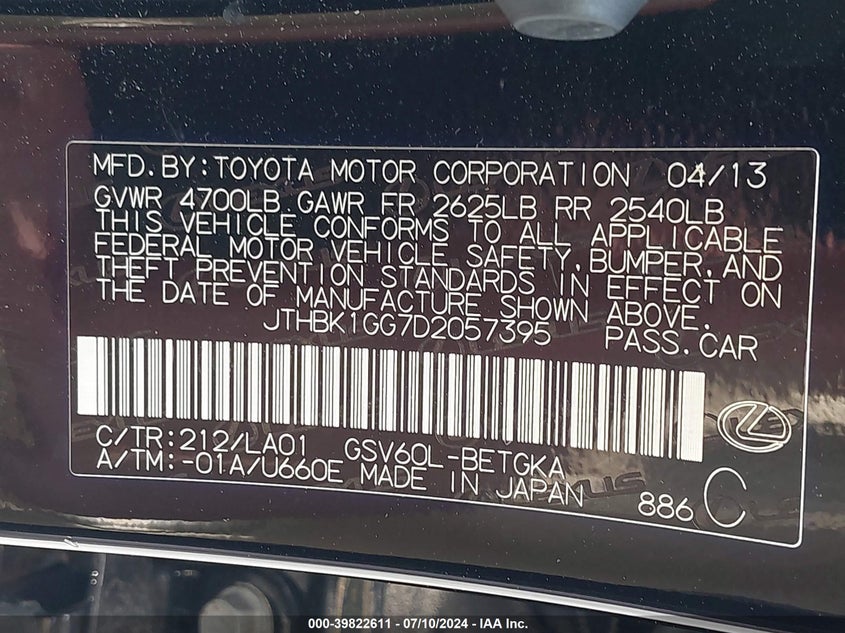 MFD.BY:TOYOTA MOTOR CORPORATION 04/13
GVWR 4700LB GAWR FR 2625LB RR 2540LB
THIS VEHICLE CONFORMS TO ALL APPLICABLE
FEDERAL MOTOR VEHICLE SAFETY,BUMPER,AND
THEFT PREVENTION STANDARDS IN EFFECT ON
THE DATE OF MANUFACTURE SHOWN ABOVE.
JTHBK1GG7D2057395 PASS.CAR
C/TR:212/LA01 GSV60L-BETGKA
A/TM:-01A/U660E MADE IN JAPAN
886 C
000-39822611 - 07/10/2024 - IAA Inc.